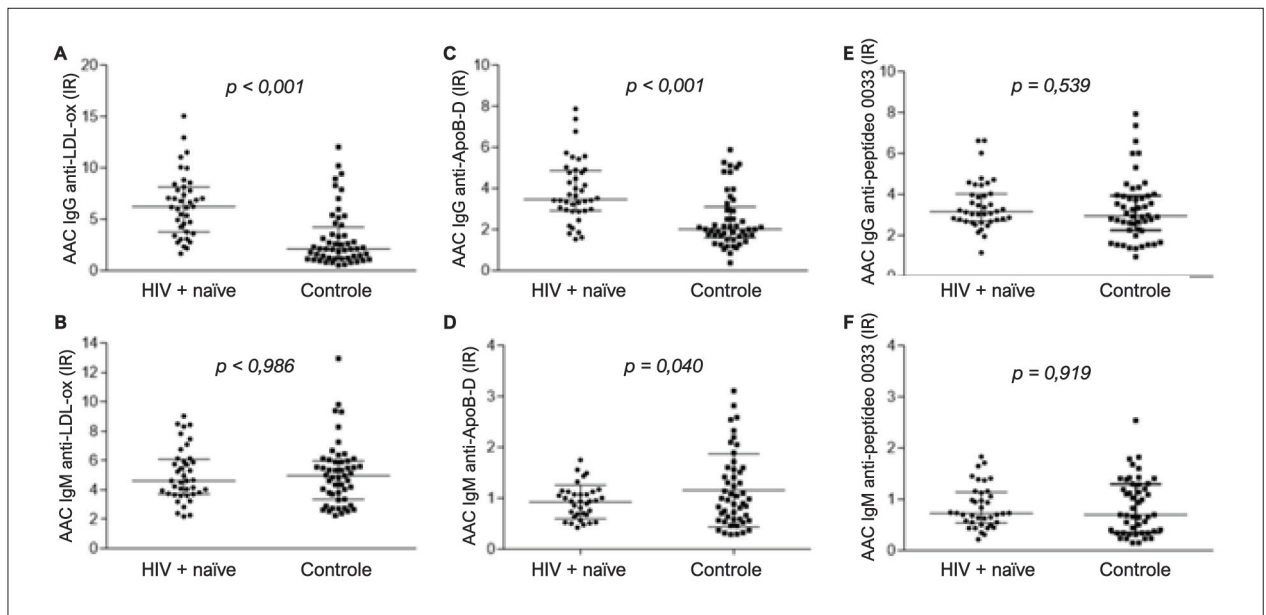 A
AAC IgG anti-LDL-ox (IR)
20
15
10
5
0
p < 0,001
HIV + naïve
Controle
C
AAC IgG anti-ApoB-D (IR)
10
8
6
4
2
0
p < 0,001
HIV + naïve
Controle
E
AAC IgG anti-peptídeo 0033 (IR)
10
8
6
4
2
0
p = 0,539
HIV + naïve
Controle
B
AAC IgM anti-LDL-ox (IR)
14
12
10
8
6
4
2
0
p < 0,986
HIV + naïve
Controle
D
AAC IgM anti-ApoB-D (IR)
4
3
2
1
0
p = 0,040
HIV + naïve
Controle
F
AAC IgM anti-peptídeo 0033 (IR)
4
3
2
1
0
p = 0,919
HIV + naïve
Controle